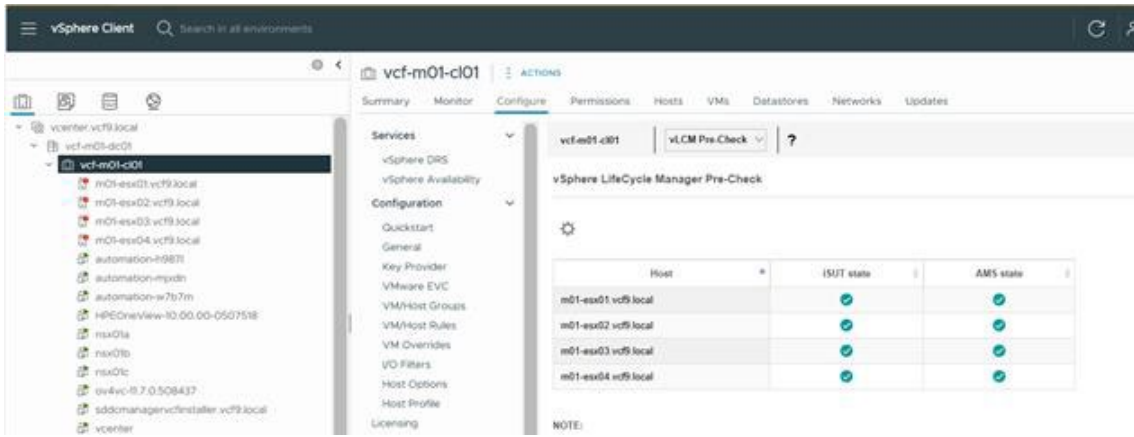 vSphere Client Search in all environments
vcf-m01-cl01 ACTIONS
Summary Monitor Configure Permissions Hosts VMs Datastores Networks Updates
vcenter.vcf9.local
vcf-m01-dc01
vcf-m01-cl01
m01-esx01.vcf9.local
m01-esx02.vcf9.local
m01-esx03.vcf9.local
m01-esx04.vcf9.local
automation-h9871
automation-mpxdn
automation-w7b7m
HPEOneView-10.00.00-0507518
nsx01a
nsx01b
nsx01c
ov4vc-11.7.0.508437
sddcmanagervcfinstaller.vcf9.local
vcenter
Services
vSphere DRS
vSphere Availability
Configuration
Quickstart
General
Key Provider
VMware EVC
VM/Host Groups
VM/Host Rules
VM Overrides
I/O Filters
Host Options
Host Profile
Licensing
vcf-m01-cl01 vLCM Pre-Check ?
vSphere LifeCycle Manager Pre-Check
Host iSUT state AMS state
m01-esx01.vcf9.local
m01-esx02.vcf9.local
m01-esx03.vcf9.local
m01-esx04.vcf9.local
NOTE: